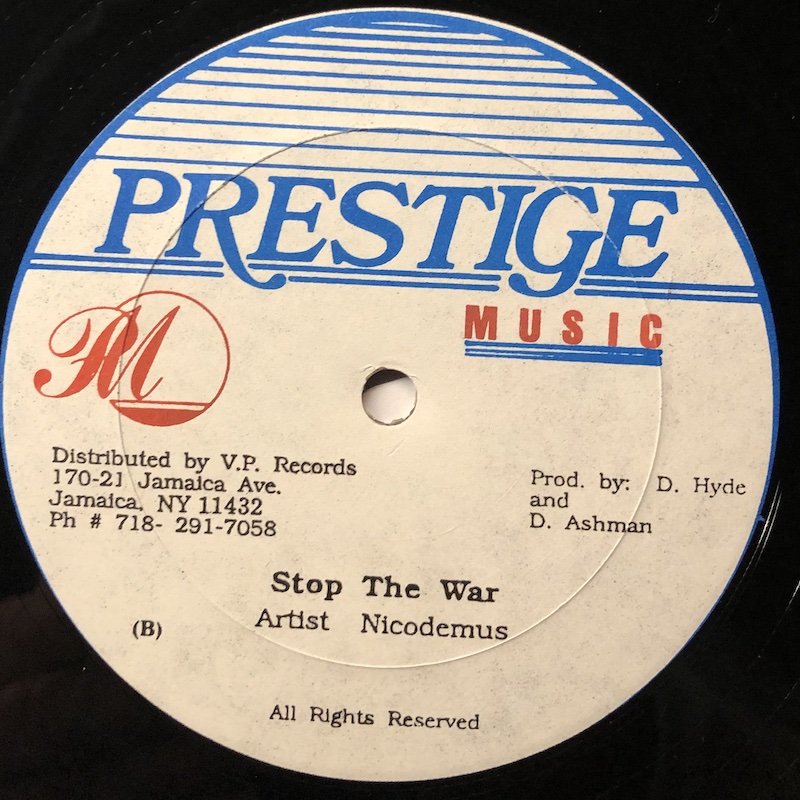 PRESTIGE
MUSIC
PM
Distributed by V.P. Records
170-21 Jamaica Ave.
Jamaica, NY 11432
Ph # 718- 291-7058
Prod. by: D. Hyde
and
D. Ashman
Stop The War
Artist Nicodemus
(B)
All Rights Reserved